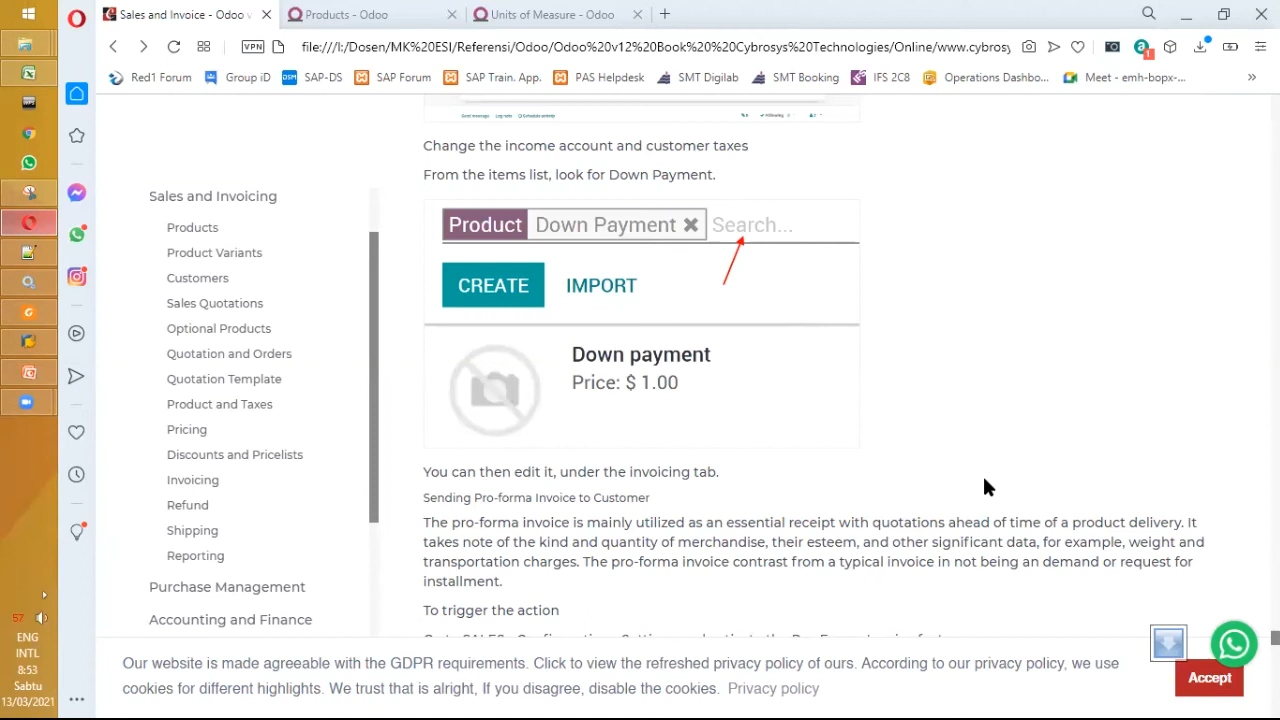 Sales and Invoice - Odoo v
Products - Odoo
Units of Measure - Odoo
VPN
file:///I:/Dosen/MK%20ESI/Referensi/Odoo/Odoo%20v12%20Book%20%20Cybrosys%20Technologies/Online/www.cybrosy
1
Red1 Forum
Group iD
SAP-DS
SAP Forum
SAP Train. App.
PAS Helpdesk
SMT Digilab
SMT Booking
IFS 2C8
Operations Dashbo...
Meet - emh-bopx-...
»
Send message
Log note
Schedule activity
Following
Change the income account and customer taxes
From the items list, look for Down Payment.
Product
Down Payment ✖
Search...
CREATE
IMPORT
Down payment
Price: $ 1.00
You can then edit it, under the invoicing tab.
Sending Pro-forma Invoice to Customer
The pro-forma invoice is mainly utilized as an essential receipt with quotations ahead of time of a product delivery. It
takes note of the kind and quantity of merchandise, their esteem, and other significant data, for example, weight and
transportation charges. The pro-forma invoice contrast from a typical invoice in not being an demand or request for
installment.
To trigger the action
Sales and Invoicing
Products
Product Variants
Customers
Sales Quotations
Optional Products
Quotation and Orders
Quotation Template
Product and Taxes
Pricing
Discounts and Pricelists
Invoicing
Refund
Shipping
Reporting
Purchase Management
Accounting and Finance
Our website is made agreeable with the GDPR requirements. Click to view the refreshed privacy policy of ours. According to our privacy policy, we use
cookies for different highlights. We trust that is alright, If you disagree, disable the cookies. Privacy policy
Accept
57
ENG
INTL
8:53
Sabtu
13/03/2021